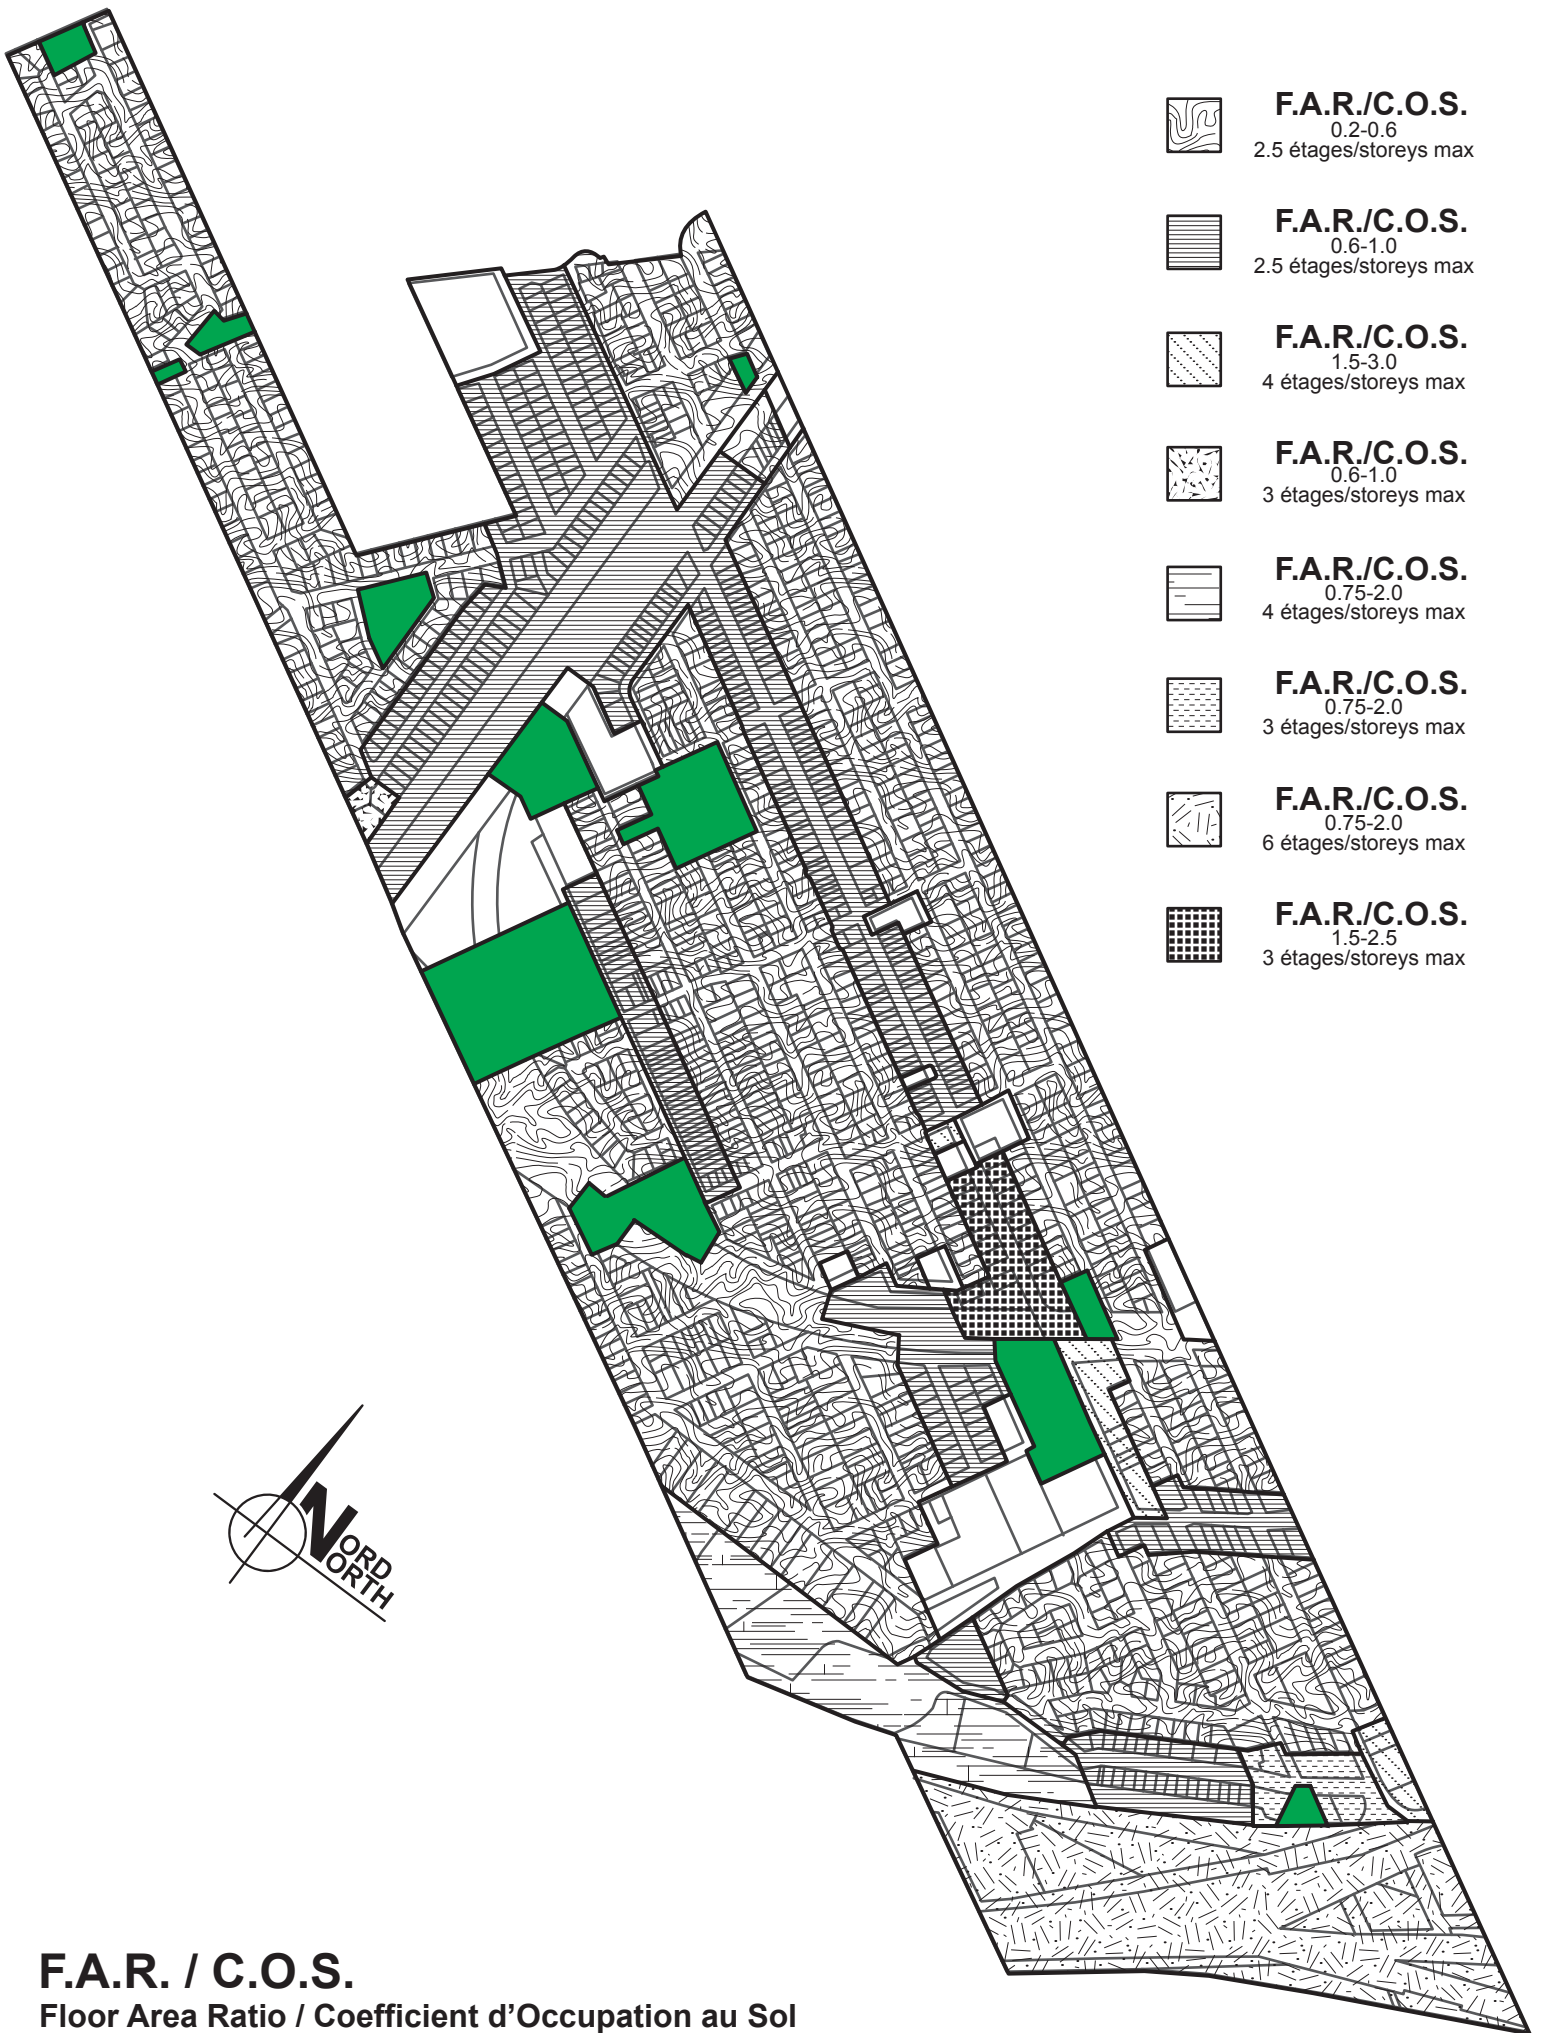 F.A.R./C.O.S.
0.2-0.6
2.5 étages/storeys max
F.A.R./C.O.S.
0.6-1.0
2.5 étages/storeys max
F.A.R./C.O.S.
1.5-3.0
4 étages/storeys max
F.A.R./C.O.S.
0.6-1.0
3 étages/storeys max
F.A.R./C.O.S.
0.75-2.0
4 étages/storeys max
F.A.R./C.O.S.
0.75-2.0
3 étages/storeys max
F.A.R./C.O.S.
0.75-2.0
6 étages/storeys max
F.A.R./C.O.S.
1.5-2.5
3 étages/storeys max
NORD
NORTH
F.A.R. / C.O.S.
Floor Area Ratio / Coefficient d’Occupation au Sol